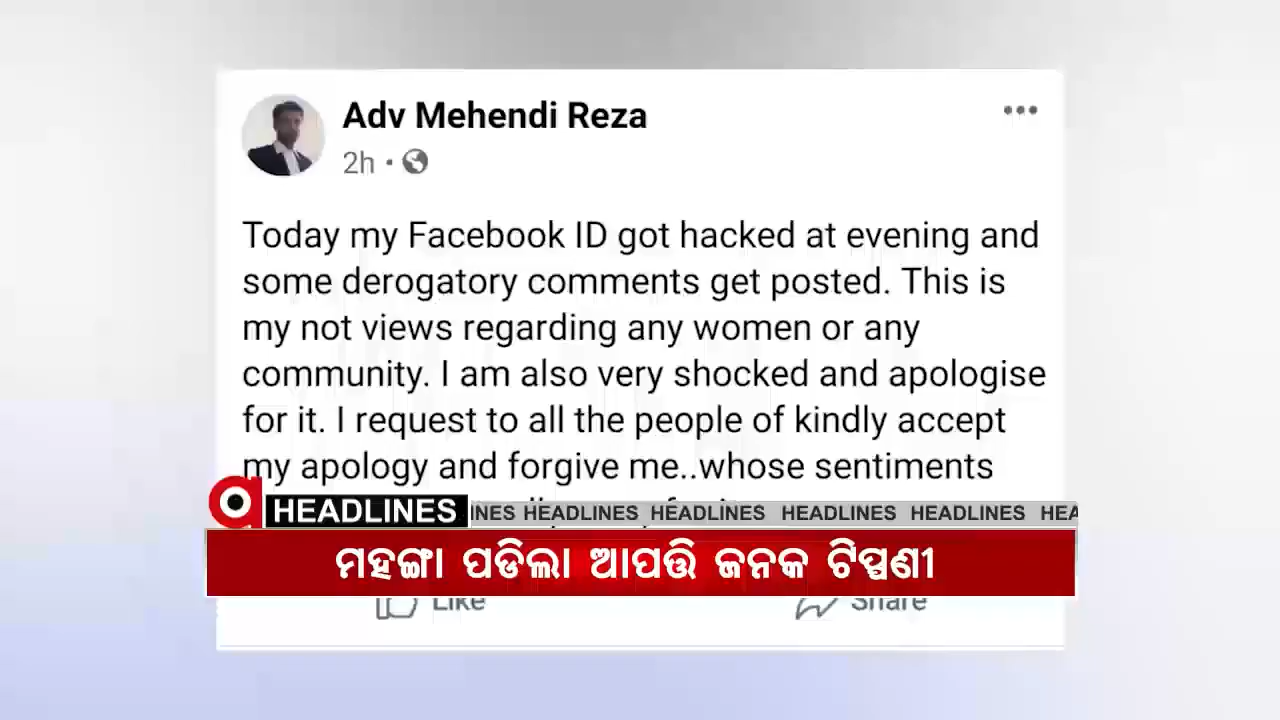 Adv Mehendi Reza
2h
Today my Facebook ID got hacked at evening and
some derogatory comments get posted. This is
my not views regarding any women or any
community. I am also very shocked and apologise
for it. I request to all the people of kindly accept
my apology and forgive me..whose sentiments
HEADLINES INES HEADLINES HEADLINES HEADLINES HEADLINES HEA
ମହଙ୍ଗା ପଡିଲା ଆପତ୍ତି ଜନକ ଟିପ୍ପଣୀ
Like Share